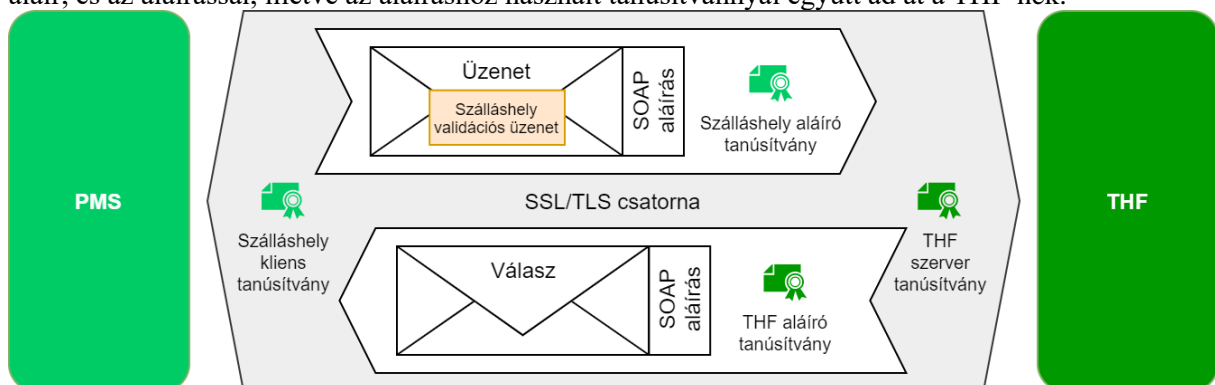 aláír, és az aláírással, illetve az aláíráshoz használt tanúsítvánnyal együtt ad át a THF-nek.
Üzenet
Szálláshely
validációs üzenet
SOAP
aláírás
Szálláshely aláíró
tanúsítvány
PMS
SSL/TLS csatorna
THF
Szálláshely
kliens
tanúsítvány
THF
szerver
tanúsítvány
Válasz
SOAP
aláírás
THF aláíró
tanúsítvány